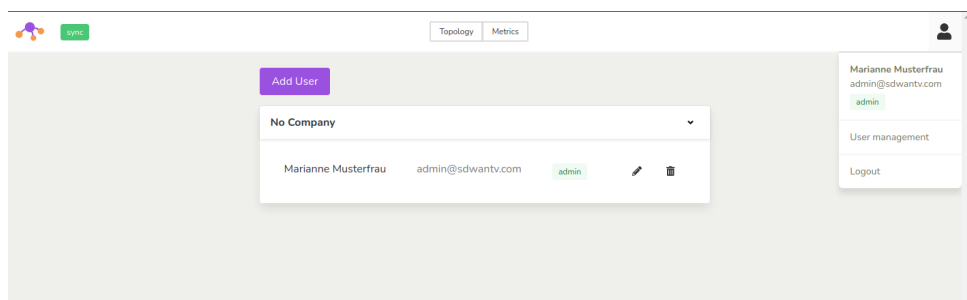 sync
Topology Metrics
Marianne Musterfrau
admin@sdwantv.com
admin
User management
Logout
Add User
No Company
Marianne Musterfrau admin@sdwantv.com admin